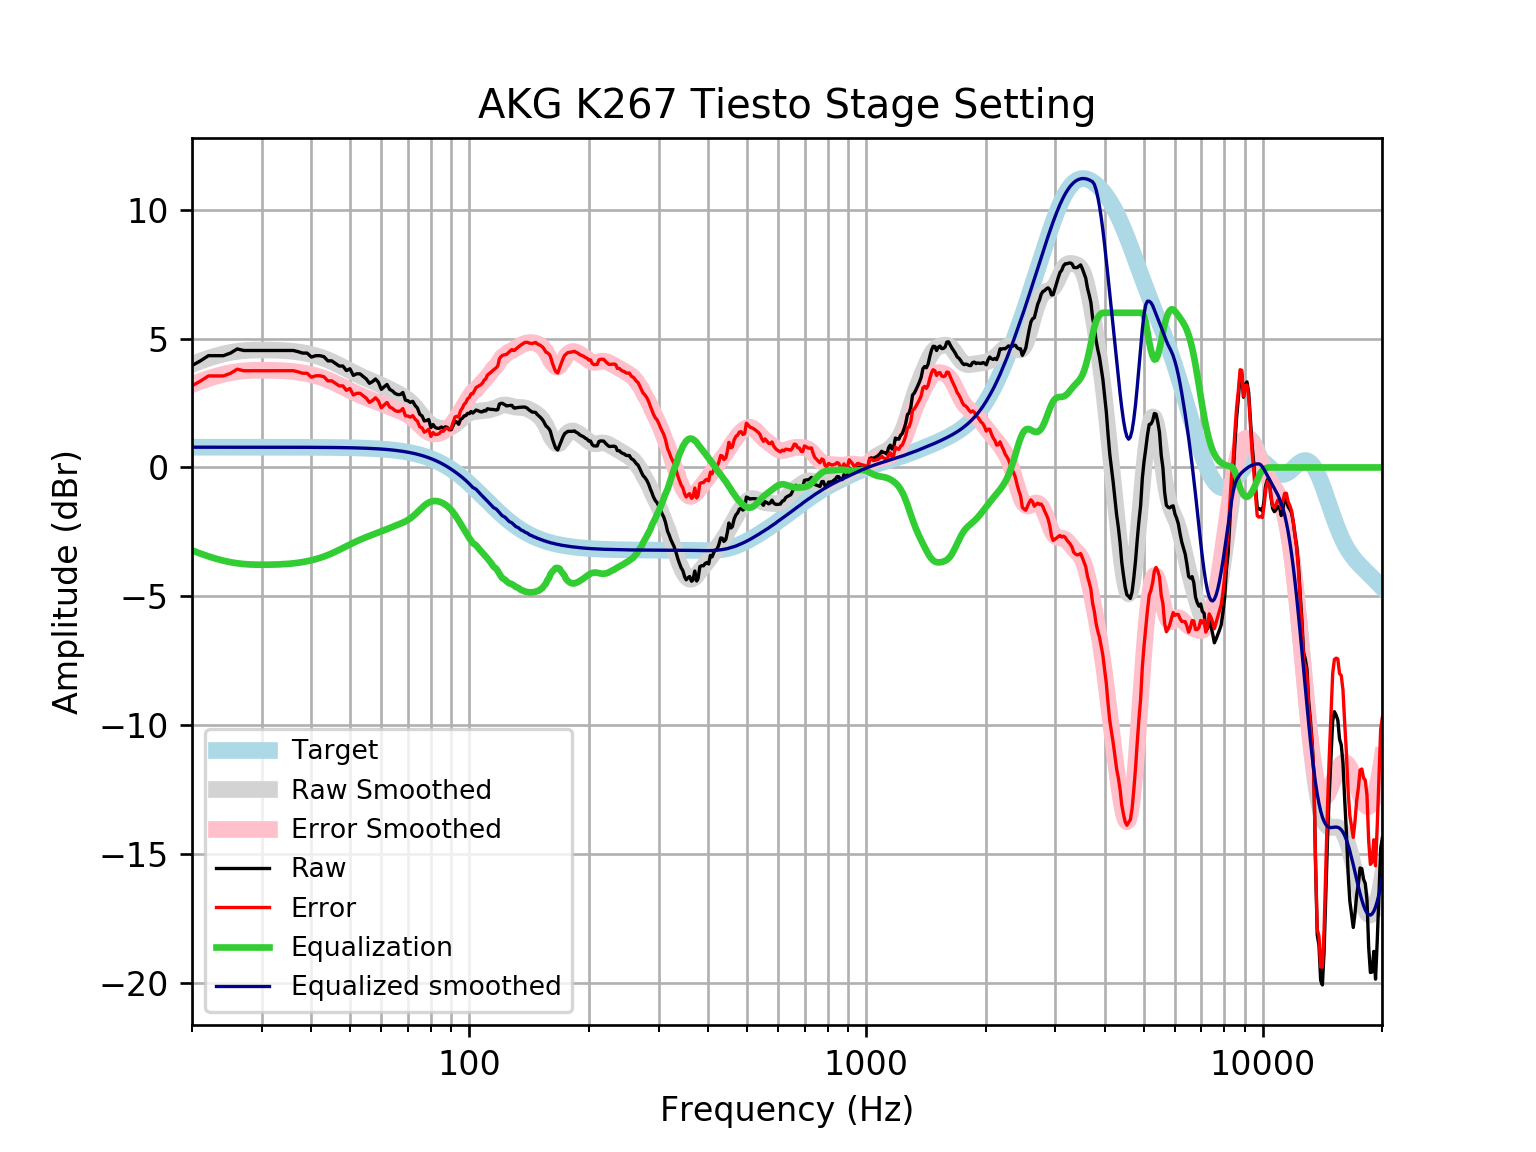 AKG K267 Tiesto Stage Setting
Amplitude (dBr)
10
5
0
−5
−10
−15
−20
Target
Raw Smoothed
Error Smoothed
Raw
Error
Equalization
Equalized smoothed
100
1000
10000
Frequency (Hz)